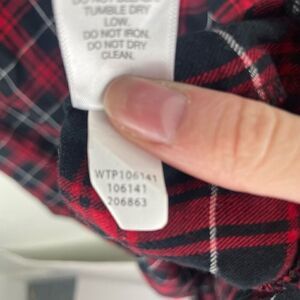 TUMBLE DRY
LOW.
DO NOT IRON.
DO NOT DRY
CLEAN.
WTP106141
106141
206863